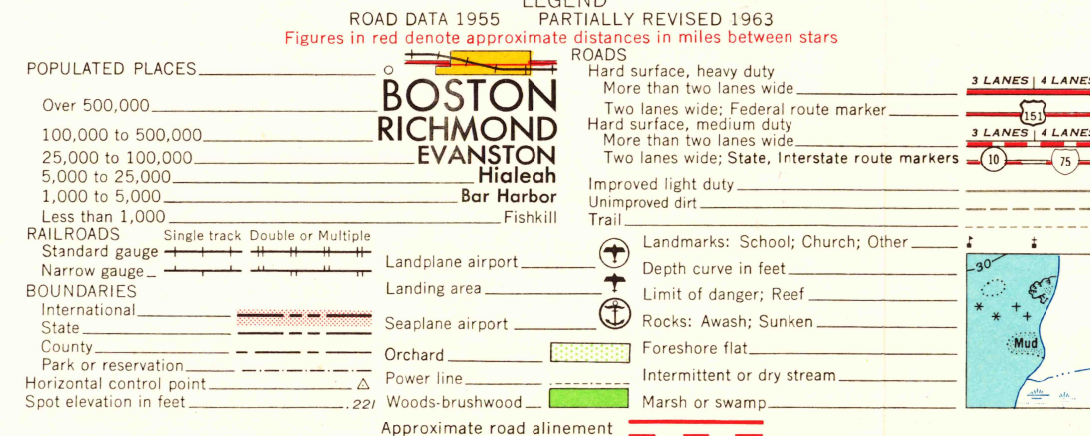 LEGEND
ROAD DATA 1955 PARTIALLY REVISED 1963
Figures in red denote approximate distances in miles between stars
POPULATED PLACES
Over 500,000 BOSTON
100,000 to 500,000 RICHMOND
25,000 to 100,000 EVANSTON
5,000 to 25,000 Hialeah
1,000 to 5,000 Bar Harbor
Less than 1,000 Fishkill
RAILROADS Single track Double or Multiple
Standard gauge
Narrow gauge
BOUNDARIES
International
State
County
Park or reservation
Horizontal control point
Spot elevation in feet .221
Landplane airport
Landing area
Seaplane airport
Orchard
Power line
Woods-brushwood
ROADS
Hard surface, heavy duty
More than two lanes wide 3 LANES | 4 LANES
Two lanes wide; Federal route marker 151
Hard surface, medium duty
More than two lanes wide 3 LANES | 4 LANES
Two lanes wide; State, Interstate route markers 10 75
Improved light duty
Unimproved dirt
Trail
Landmarks: School; Church; Other
Depth curve in feet 30
Limit of danger; Reef
Rocks: Awash; Sunken
Foreshore flat Mud
Intermittent or dry stream
Marsh or swamp
Approximate road alinement